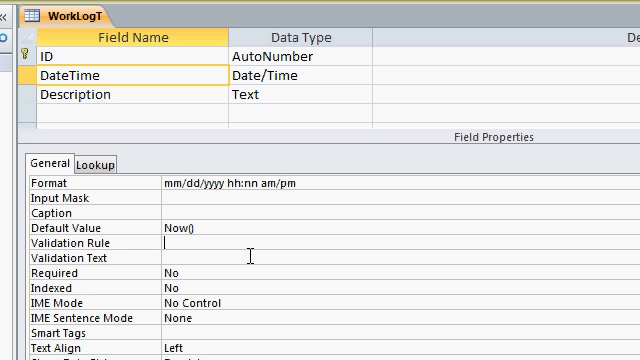 WorkLogT
Field Name Data Type De
ID AutoNumber
DateTime Date/Time
Description Text
Field Properties
General Lookup
Format mm/dd/yyyy hh:nn am/pm
Input Mask
Caption
Default Value Now()
Validation Rule
Validation Text
Required No
Indexed No
IME Mode No Control
IME Sentence Mode None
Smart Tags
Text Align Left